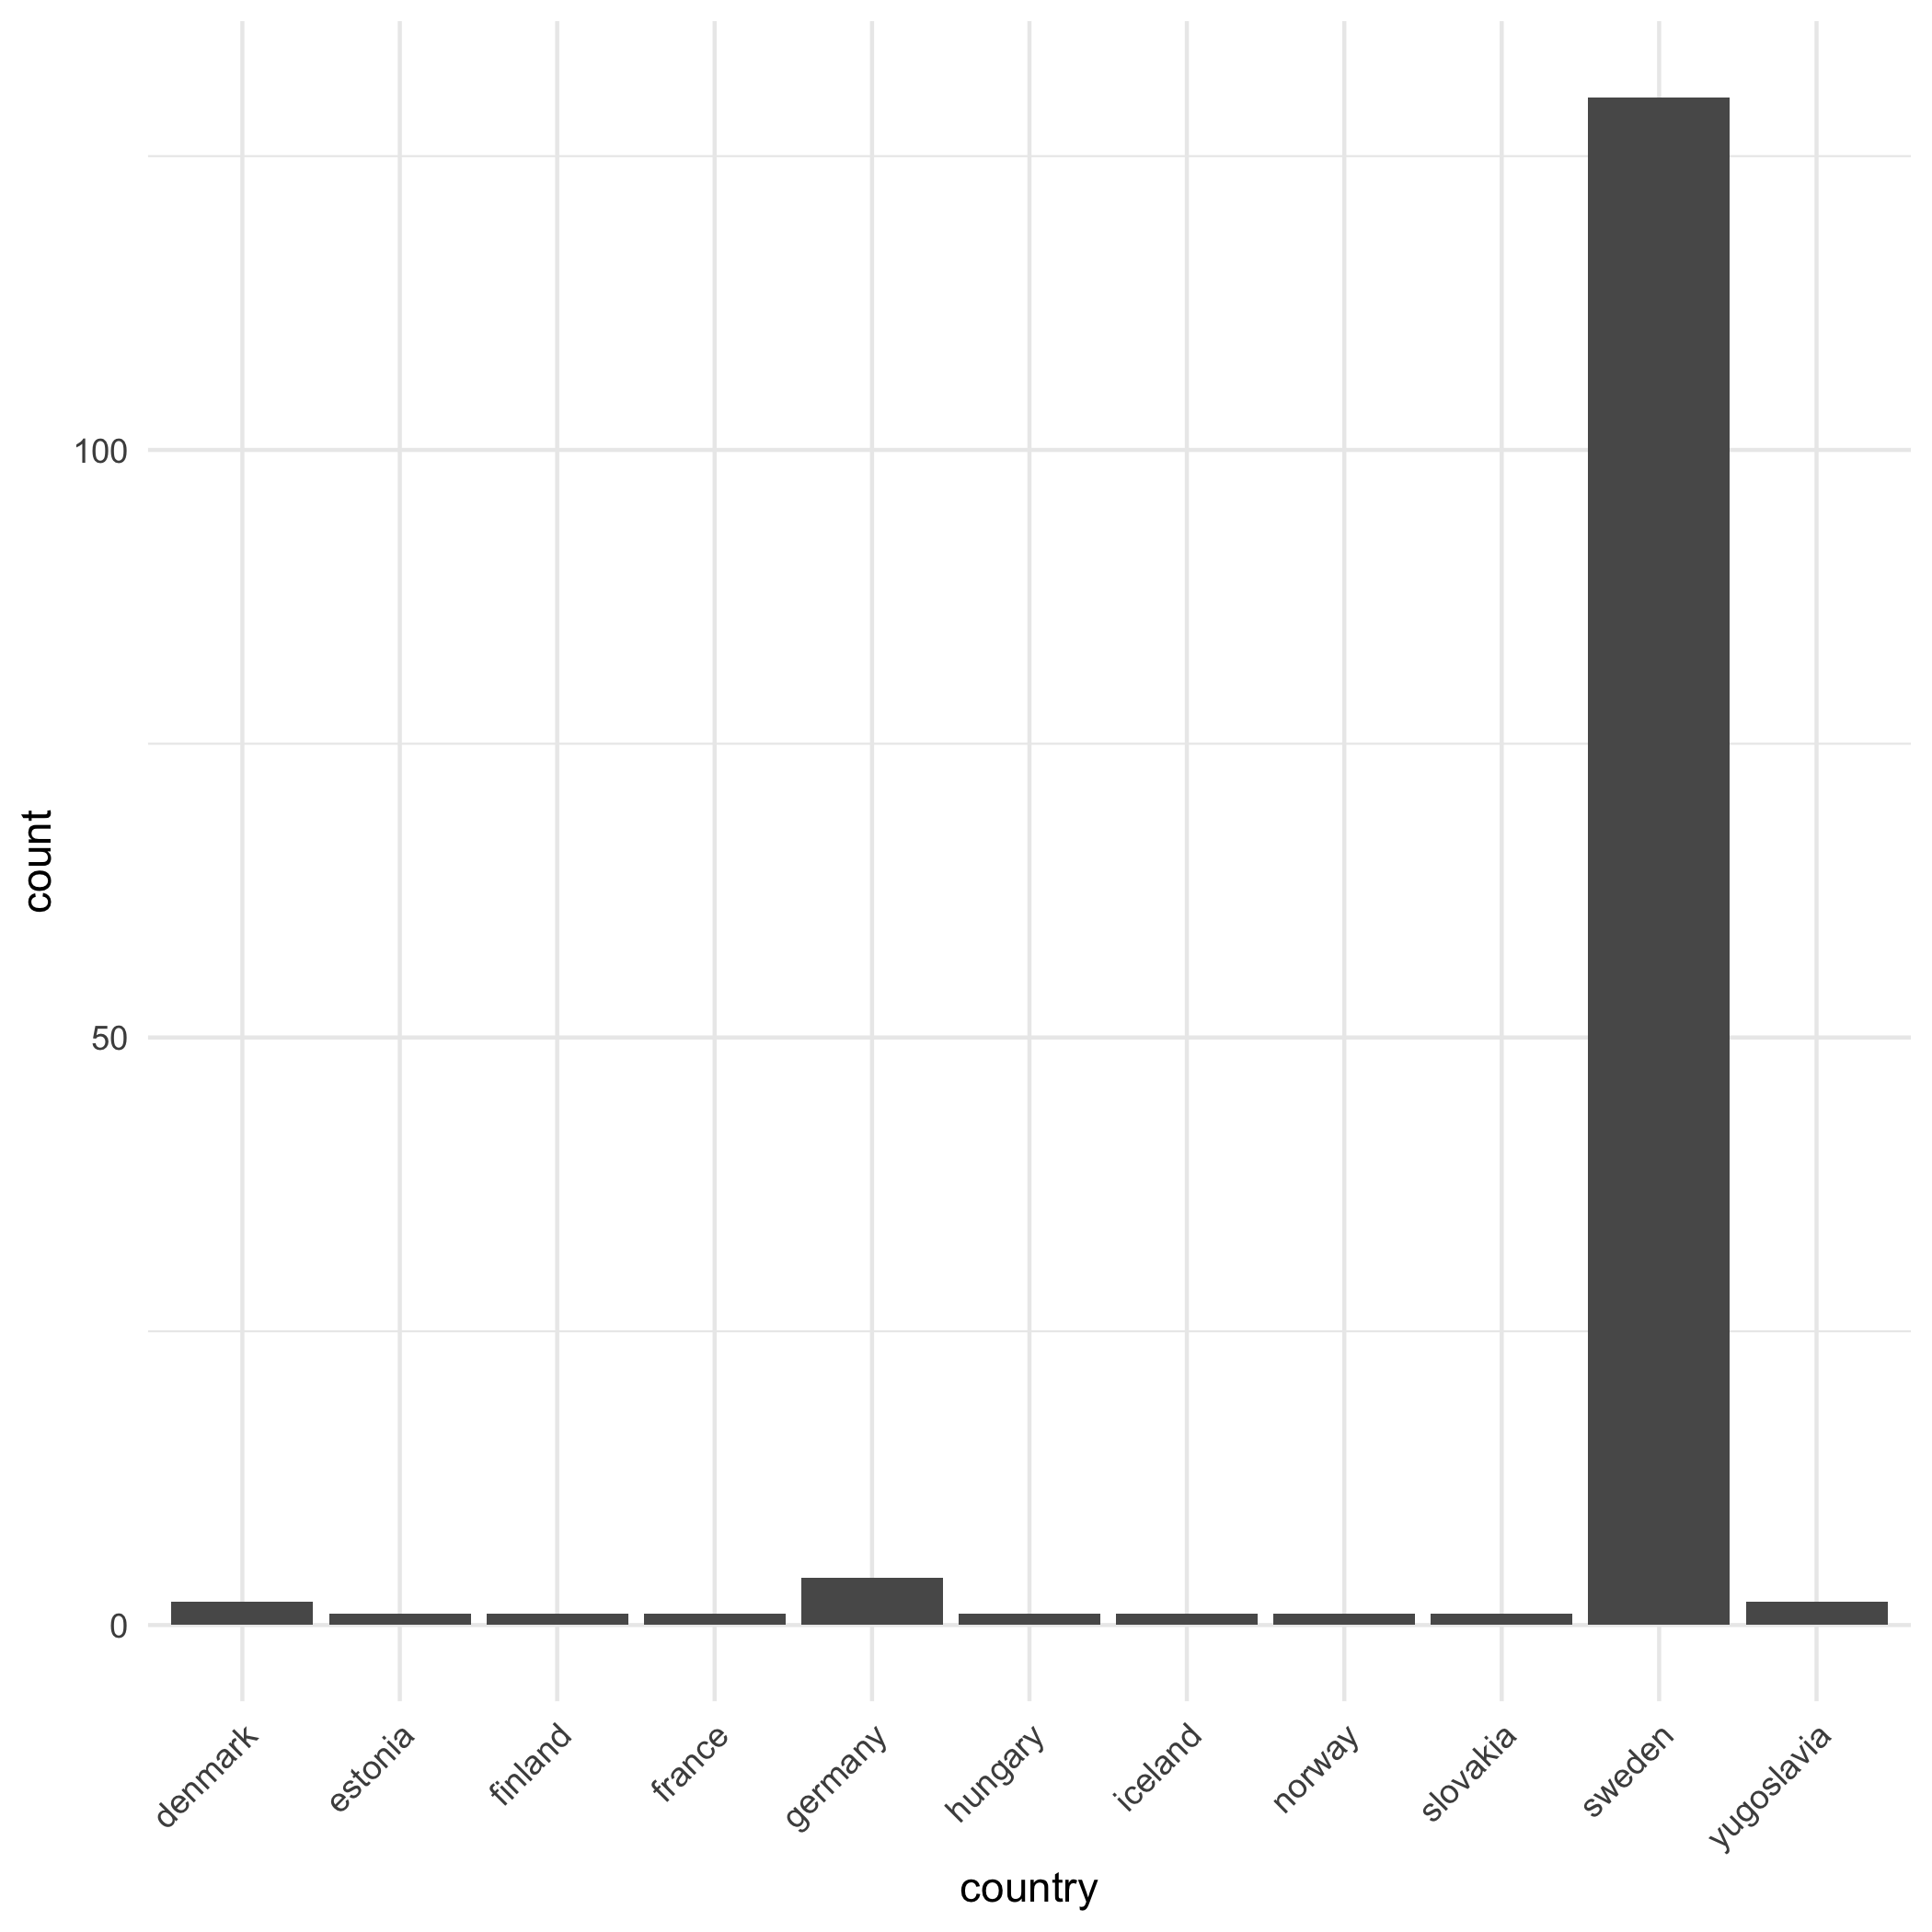 100
50
0
count
denmark
estonia
finland
france
germany
hungary
iceland
norway
slovakia
sweden
yugoslavia
country